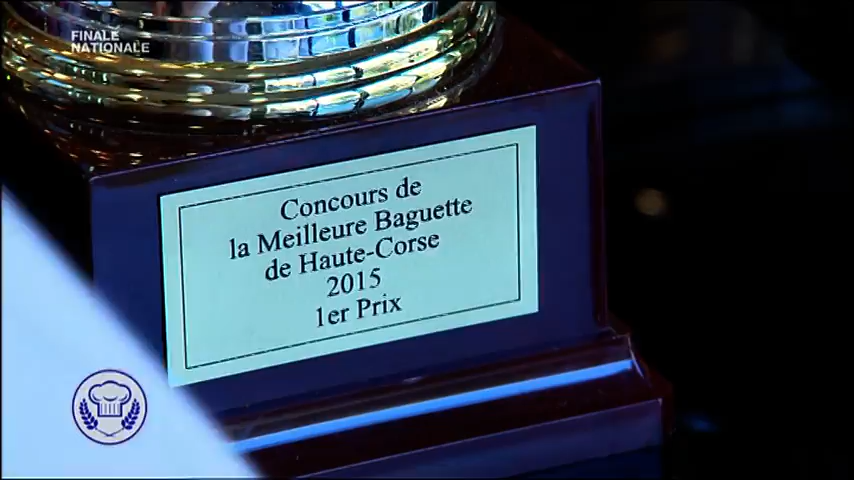 FINALE
NATIONALE
Concours de
la Meilleure Baguette
de Haute-Corse
2015
1er Prix